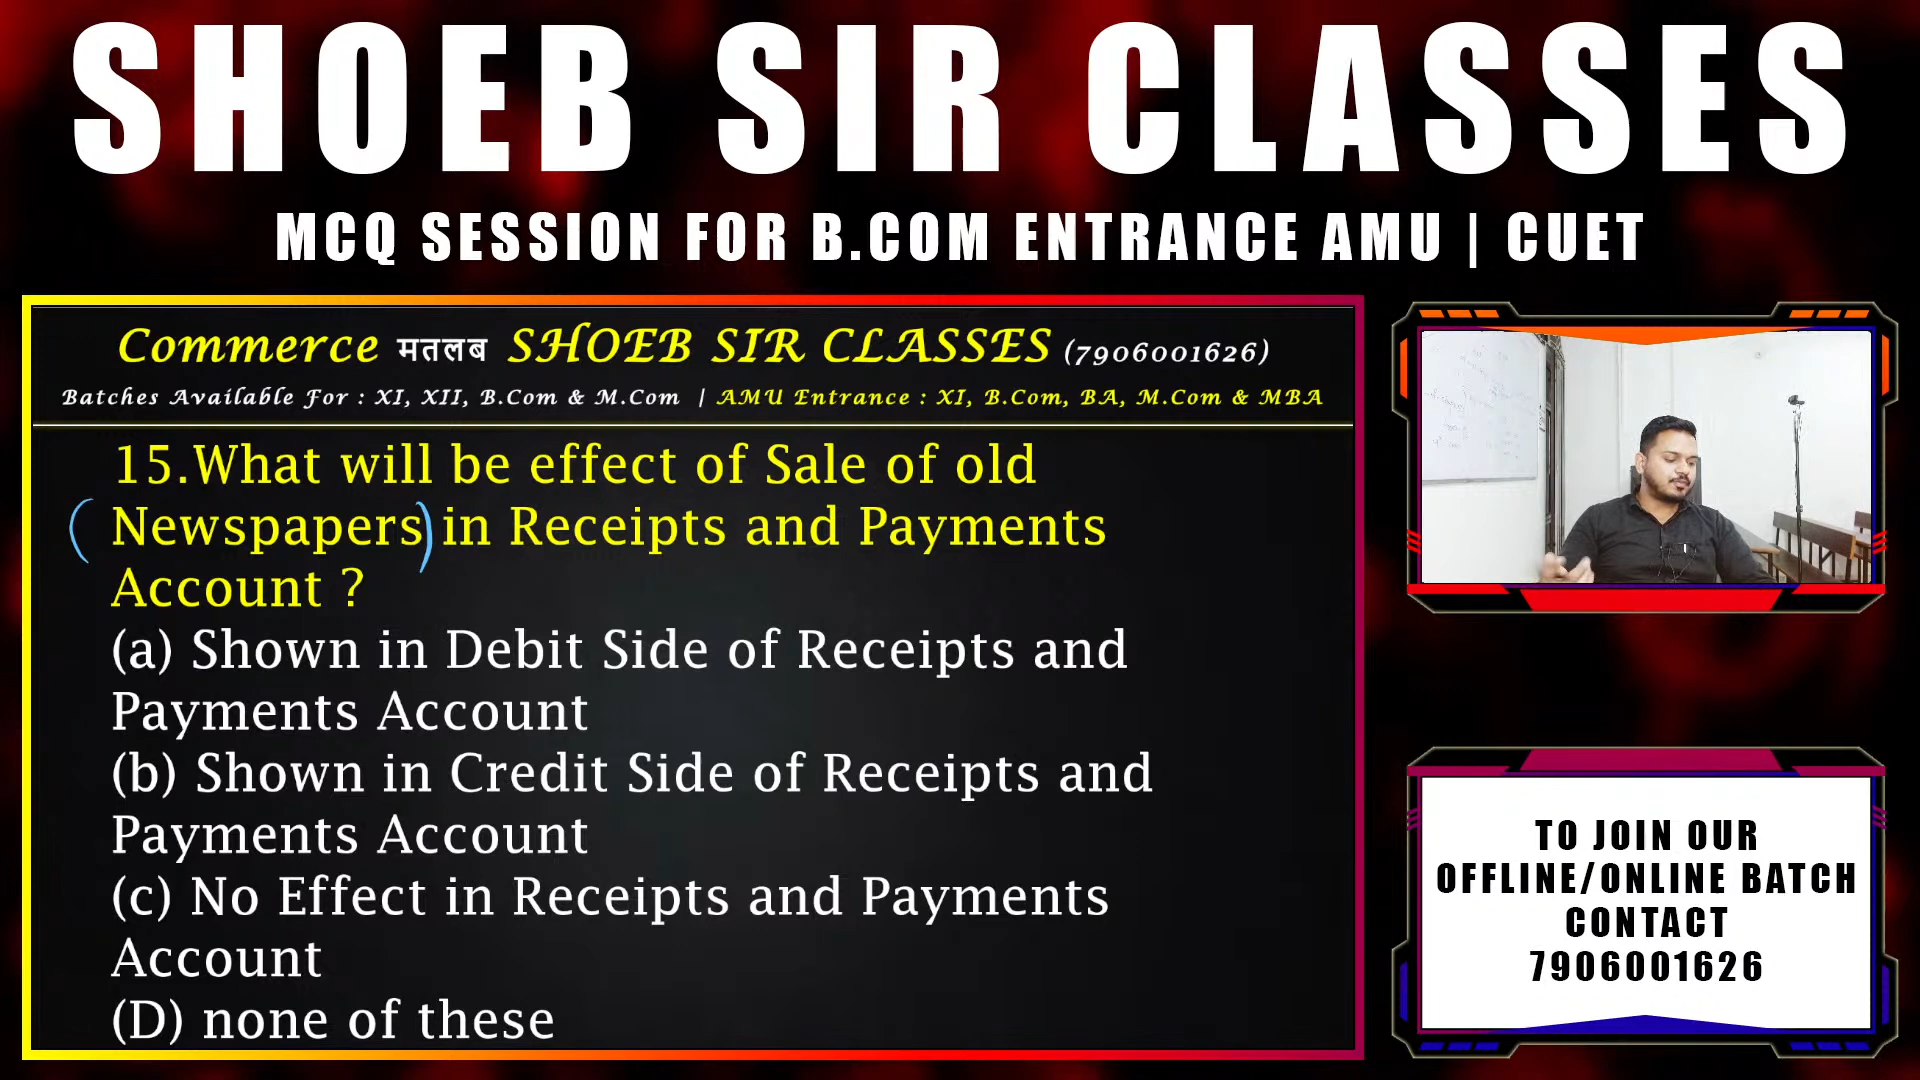 SHOEB SIR CLASSES
MCQ SESSION FOR B.COM ENTRANCE AMU | CUET
Commerce मतलब SHOEB SIR CLASSES (7906001626)
Batches Available For : XI, XII, B.Com & M.Com | AMU Entrance : XI, B.Com, BA, M.Com & MBA
15.What will be effect of Sale of old
Newspapers in Receipts and Payments
Account ?
(a) Shown in Debit Side of Receipts and
Payments Account
(b) Shown in Credit Side of Receipts and
Payments Account
(c) No Effect in Receipts and Payments
Account
(D) none of these
TO JOIN OUR
OFFLINE/ONLINE BATCH
CONTACT
7906001626